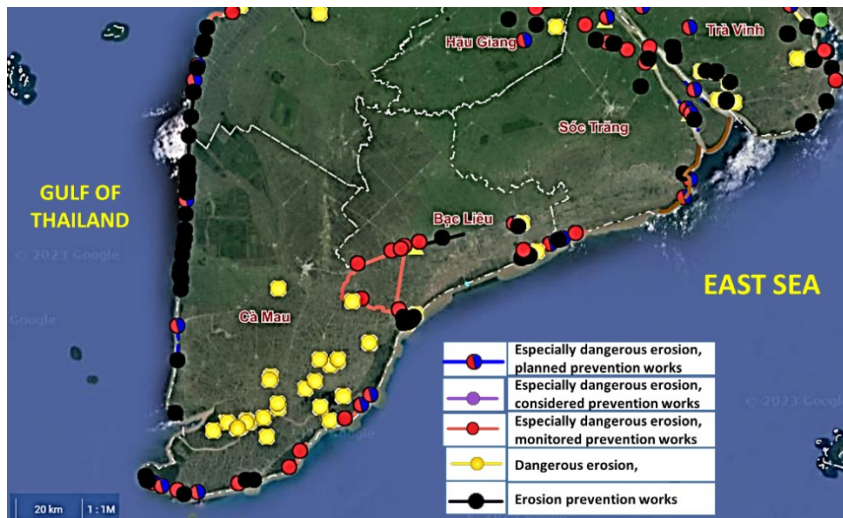 Hậu Giang
Trà Vinh
Sóc Trăng
GULF OF
THAILAND
Bạc Liêu
© 2023 Google
EAST SEA
Google
Cà Mau
Especially dangerous erosion,
planned prevention works
Especially dangerous erosion,
considered prevention works
© 2023 Google
Especially dangerous erosion,
monitored prevention works
Google
Dangerous erosion,
Erosion prevention works
20 km
1 : 1M